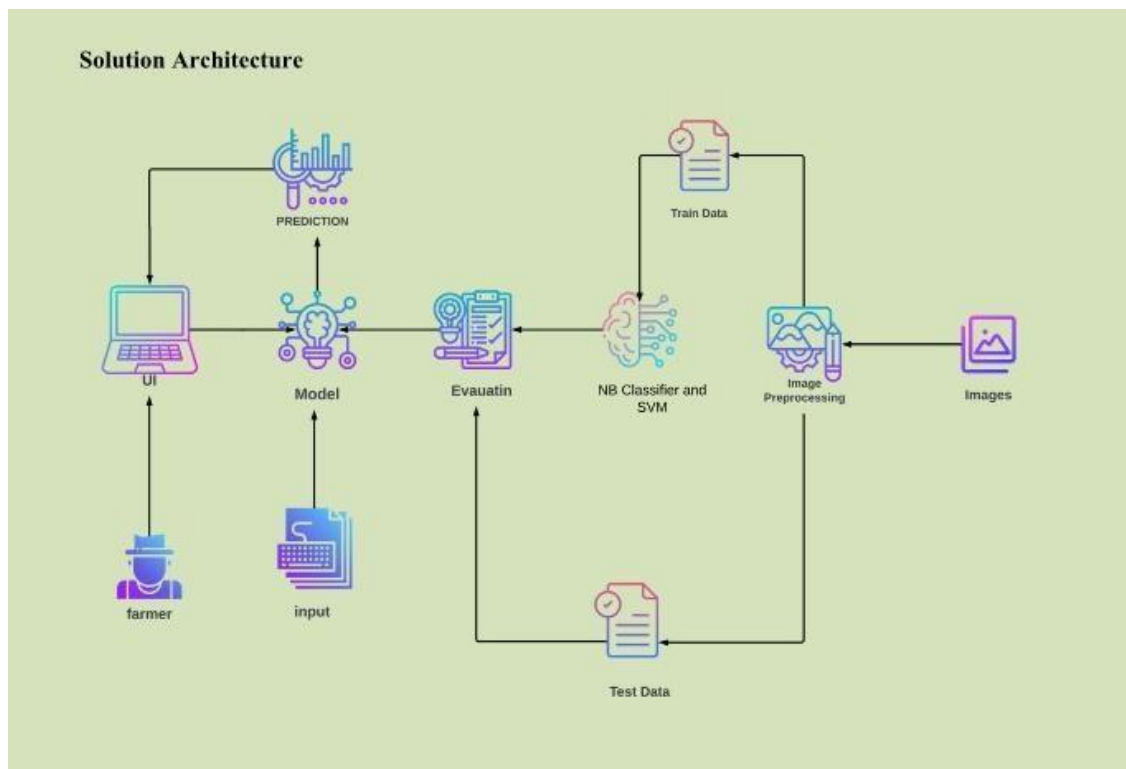 Solution Architecture
PREDICTION
Train Data
UI
Model
Evauatin
NB Classifier and
SVM
Image
Preprocessing
Images
farmer
input
Test Data